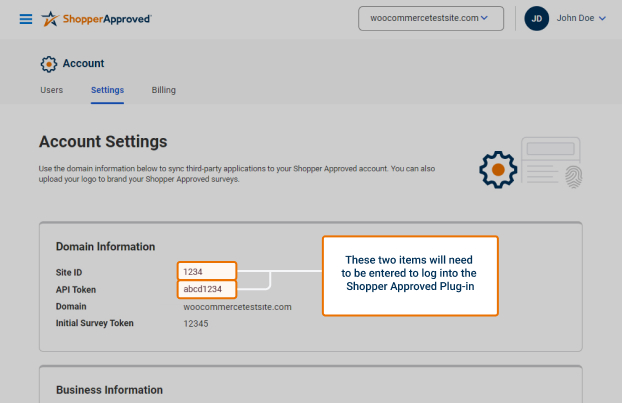 ShopperApproved
woocommercetestsite.com
JD
John Doe
Account
Users
Settings
Billing
Account Settings
Use the domain information below to sync third-party applications to your Shopper Approved account. You can also
upload your logo to brand your Shopper Approved surveys.
Domain Information
Site ID 1234
API Token abcd1234
Domain woocommercetestsite.com
Initial Survey Token 12345
These two items will need
to be entered to log into the
Shopper Approved Plug-in
Business Information